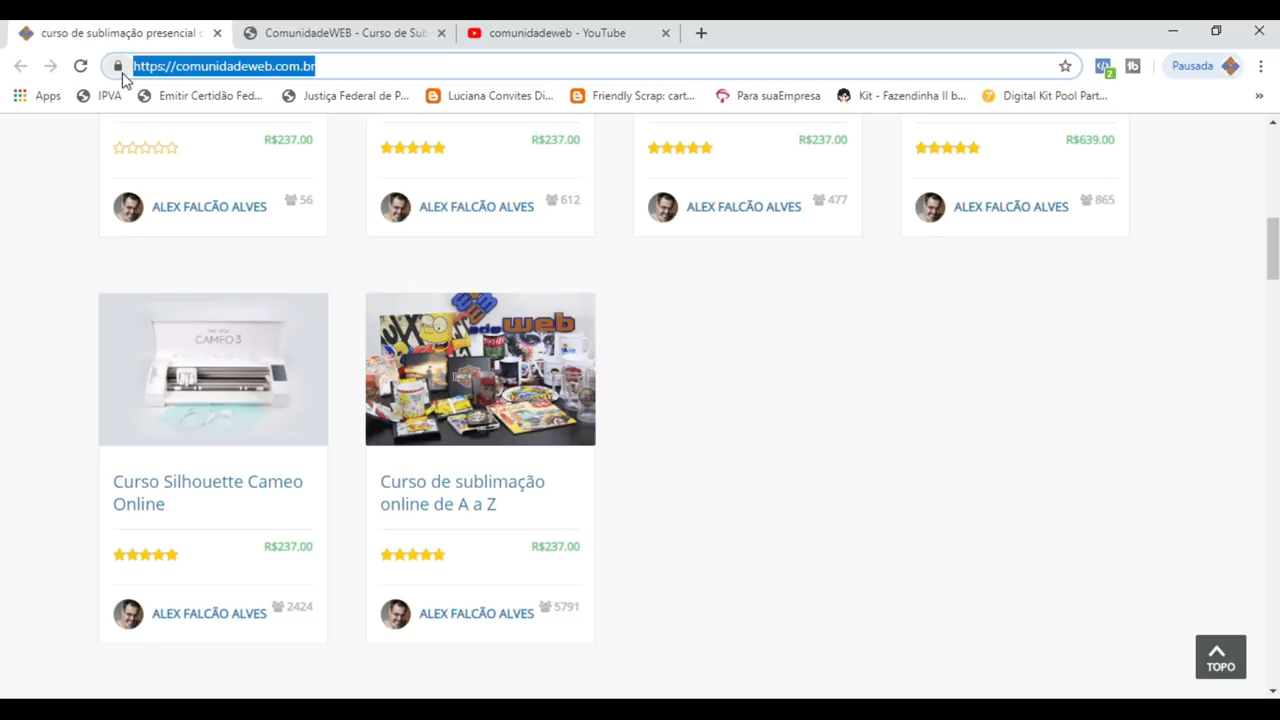 curso de sublimação presencial c
ComunidadeWEB - Curso de Sub
comunidadeweb - YouTube
https://comunidadeweb.com.br
Pausada
2
Apps
IPVA
Emitir Certidão Fed...
Justiça Federal de P...
Luciana Convites Di...
Friendly Scrap: cart...
Para suaEmpresa
Kit - Fazendinha II b...
Digital Kit Pool Part...
R$237.00
R$237.00
R$237.00
R$639.00
ALEX FALCÃO ALVES
56
ALEX FALCÃO ALVES
612
ALEX FALCÃO ALVES
477
ALEX FALCÃO ALVES
865
CAMEO 3
web
Curso Silhouette Cameo
Online
R$237.00
ALEX FALCÃO ALVES
2424
Curso de sublimação
online de A a Z
R$237.00
ALEX FALCÃO ALVES
5791
TOPO